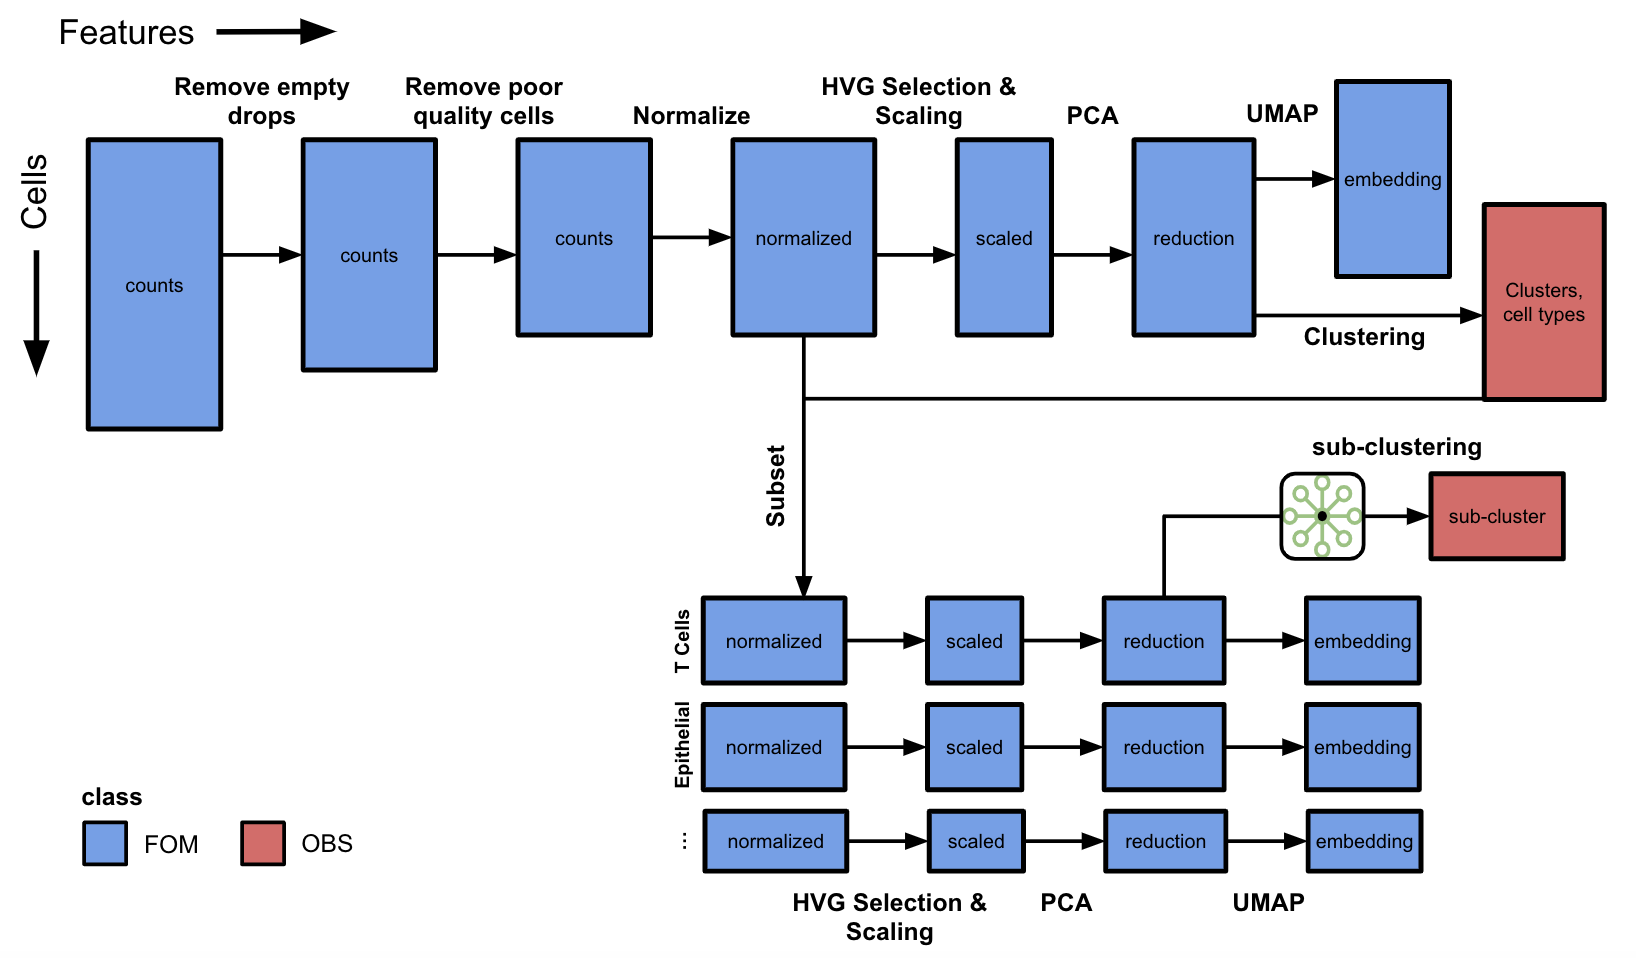 Features
Cells
Remove empty
drops
Remove poor
quality cells
Normalize
HVG Selection &
Scaling
PCA
UMAP
counts
counts
counts
normalized
scaled
reduction
embedding
Clusters,
cell types
Clustering
Subset
sub-clustering
sub-cluster
T Cells
normalized
scaled
reduction
embedding
Epithelial
normalized
scaled
reduction
embedding
...
normalized
scaled
reduction
embedding
HVG Selection &
Scaling
PCA
UMAP
class
FOM
OBS